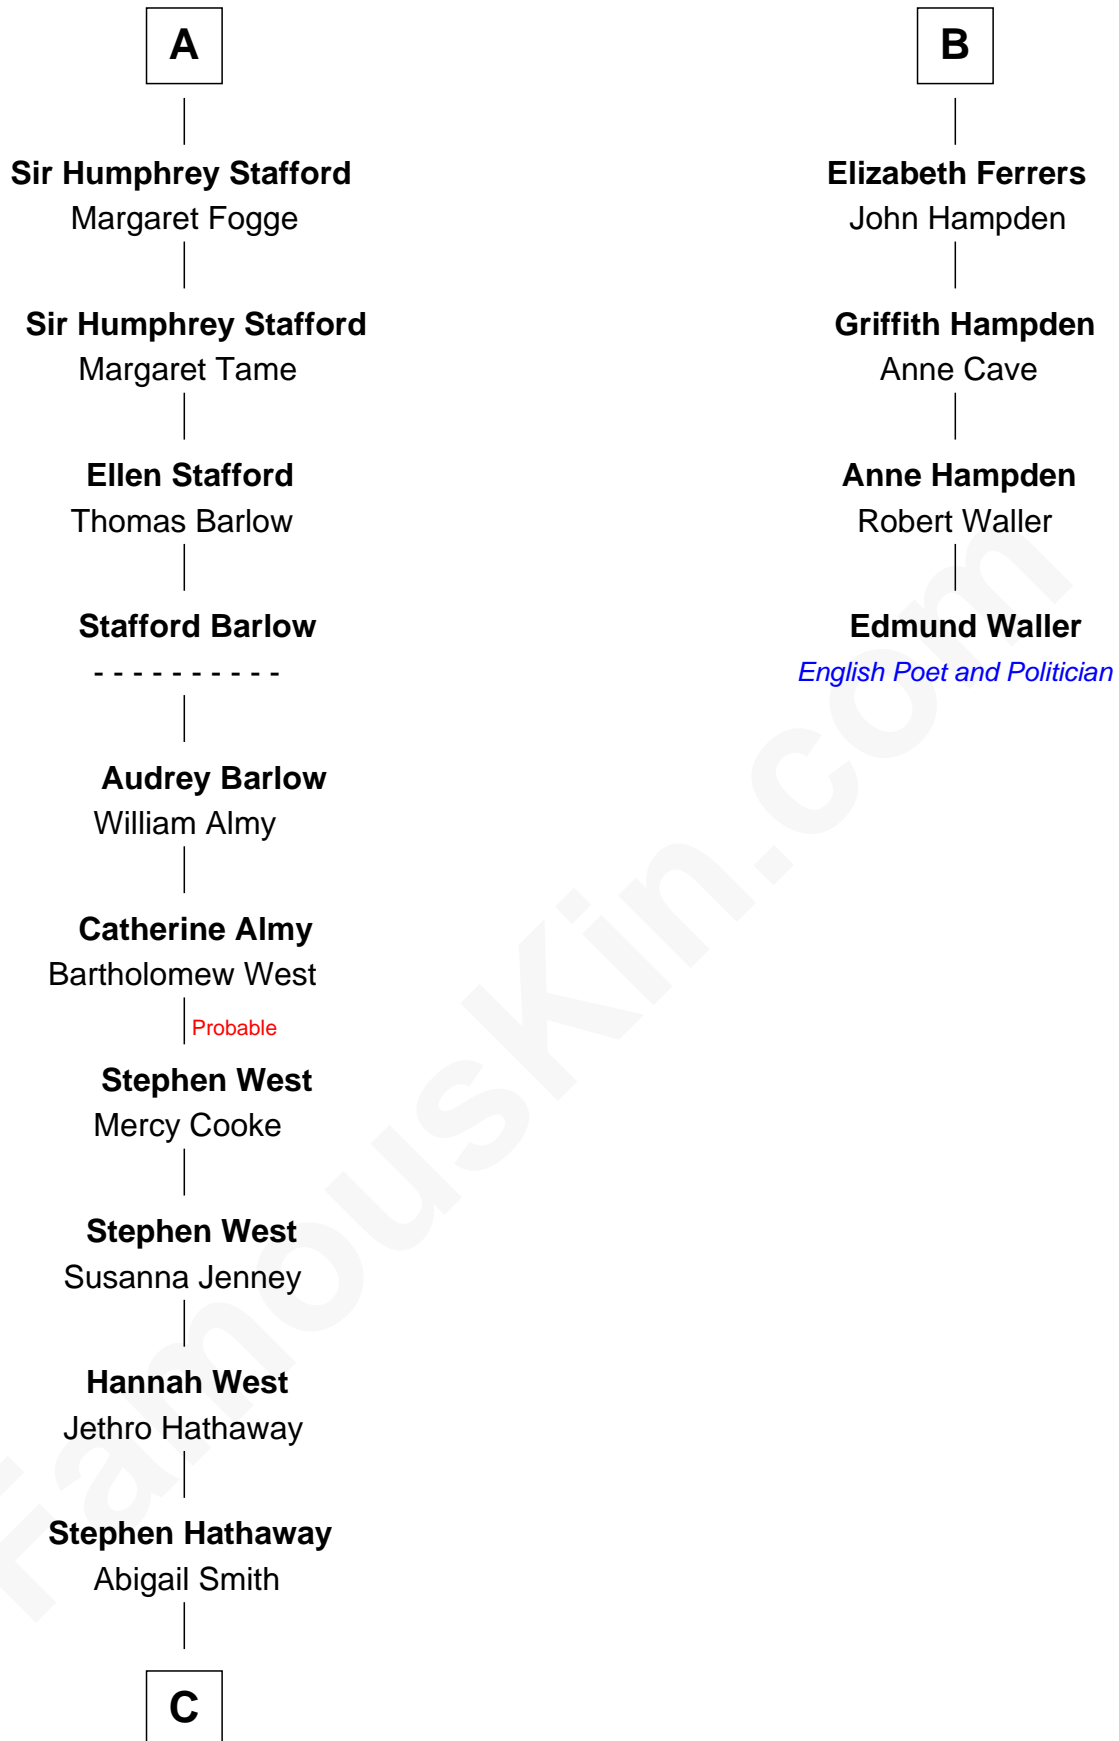 A
Sir Humphrey Stafford
Margaret Fogge
Sir Humphrey Stafford
Margaret Tame
Ellen Stafford
Thomas Barlow
Stafford Barlow
- - - - - - - - - -
Audrey Barlow
William Almy
Catherine Almy
Bartholomew West
Probable
Stephen West
Mercy Cooke
Stephen West
Susanna Jenney
Hannah West
Jethro Hathaway
Stephen Hathaway
Abigail Smith
C
B
Elizabeth Ferrers
John Hampden
Griffith Hampden
Anne Cave
Anne Hampden
Robert Waller
Edmund Waller
English Poet and Politician
FamousKin.com